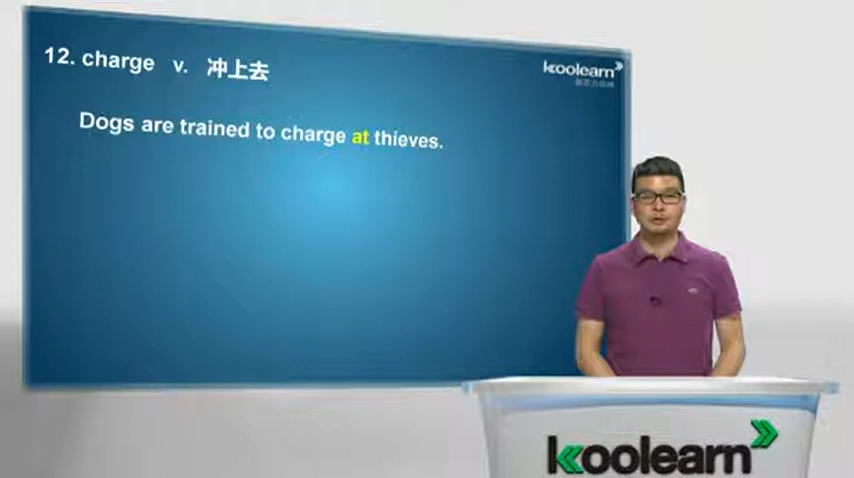 12. charge v. 冲上去
koolearn
Dogs are trained to charge at thieves.
koolearn